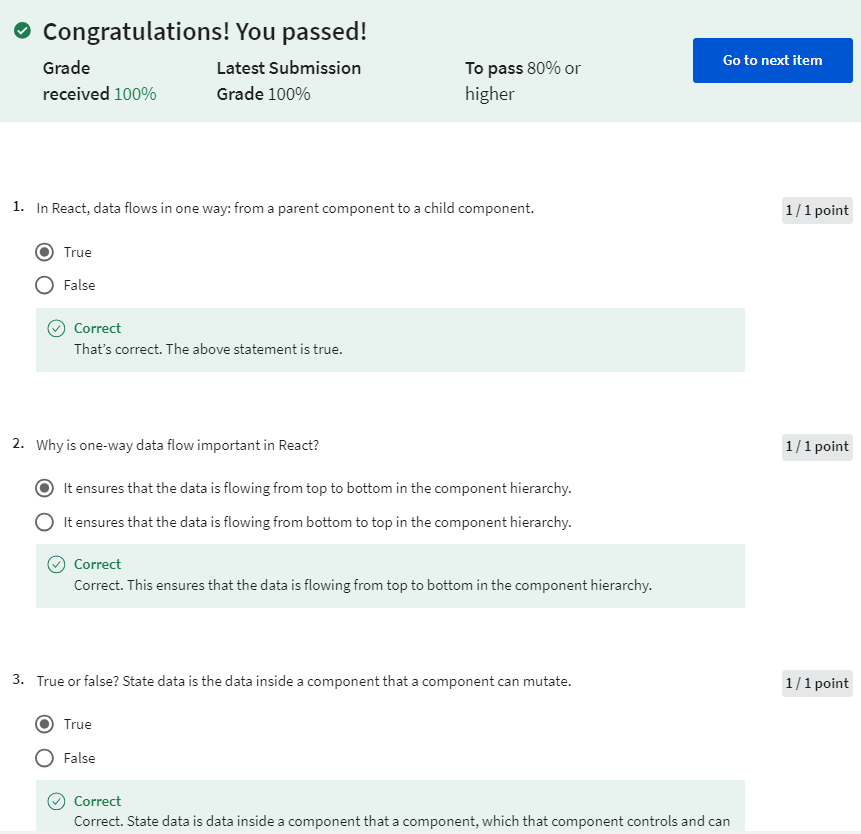 Congratulations! You passed!
Grade received 100%
Latest Submission Grade 100%
To pass 80% or higher
Go to next item
1. In React, data flows in one way: from a parent component to a child component.
1 / 1 point
True
False
Correct
That’s correct. The above statement is true.
2. Why is one-way data flow important in React?
1 / 1 point
It ensures that the data is flowing from top to bottom in the component hierarchy.
It ensures that the data is flowing from bottom to top in the component hierarchy.
Correct
Correct. This ensures that the data is flowing from top to bottom in the component hierarchy.
3. True or false? State data is the data inside a component that a component can mutate.
1 / 1 point
True
False
Correct
Correct. State data is data inside a component that a component, which that component controls and can